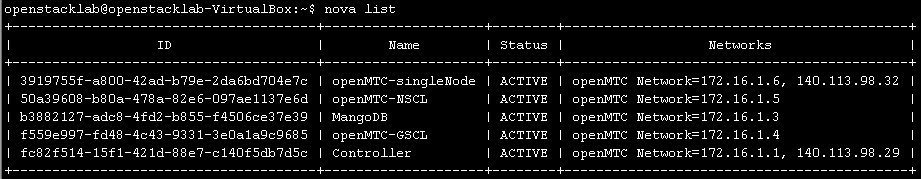 openstacklab@openstacklab-VirtualBox:~$ nova list
+--------------------------------------+--------------------+--------+------------------------------------------+
| ID | Name | Status | Networks |
+--------------------------------------+--------------------+--------+------------------------------------------+
| 3919755f-a800-42ad-b79e-2da6bd704e7c | openMTC-singleNode | ACTIVE | openMTC Network=172.16.1.6, 140.113.98.32 |
| 50a39608-b80a-478a-82e6-097ae1137e6d | openMTC-NSCL | ACTIVE | openMTC Network=172.16.1.5 |
| b3882127-adc8-4fd2-b855-f4506ce37e39 | MangoDB | ACTIVE | openMTC Network=172.16.1.3 |
| f559e997-fd48-4c43-9331-3e0a1a9c9685 | openMTC-GSCL | ACTIVE | openMTC Network=172.16.1.4 |
| fc82f514-15f1-421d-88e7-c140f5db7d5c | Controller | ACTIVE | openMTC Network=172.16.1.1, 140.113.98.29 |
+--------------------------------------+--------------------+--------+------------------------------------------+